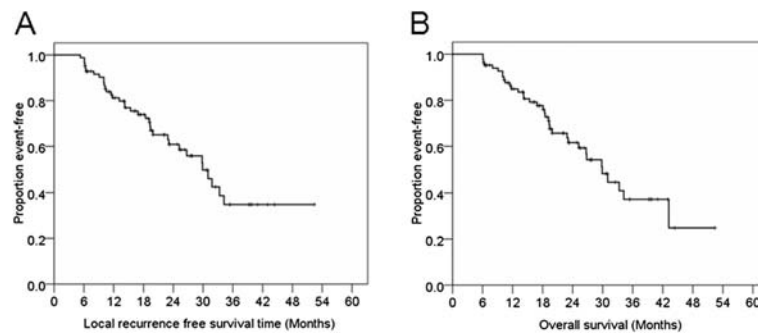 A
Proportion event-free
1.0
0.8
0.6
0.4
0.2
0.0
0 6 12 18 24 30 36 42 48 54 60
Local recurrence free survival time (Months)
B
Proportion event-free
1.0
0.8
0.6
0.4
0.2
0.0
0 6 12 18 24 30 36 42 48 54 60
Overall survival (Months)